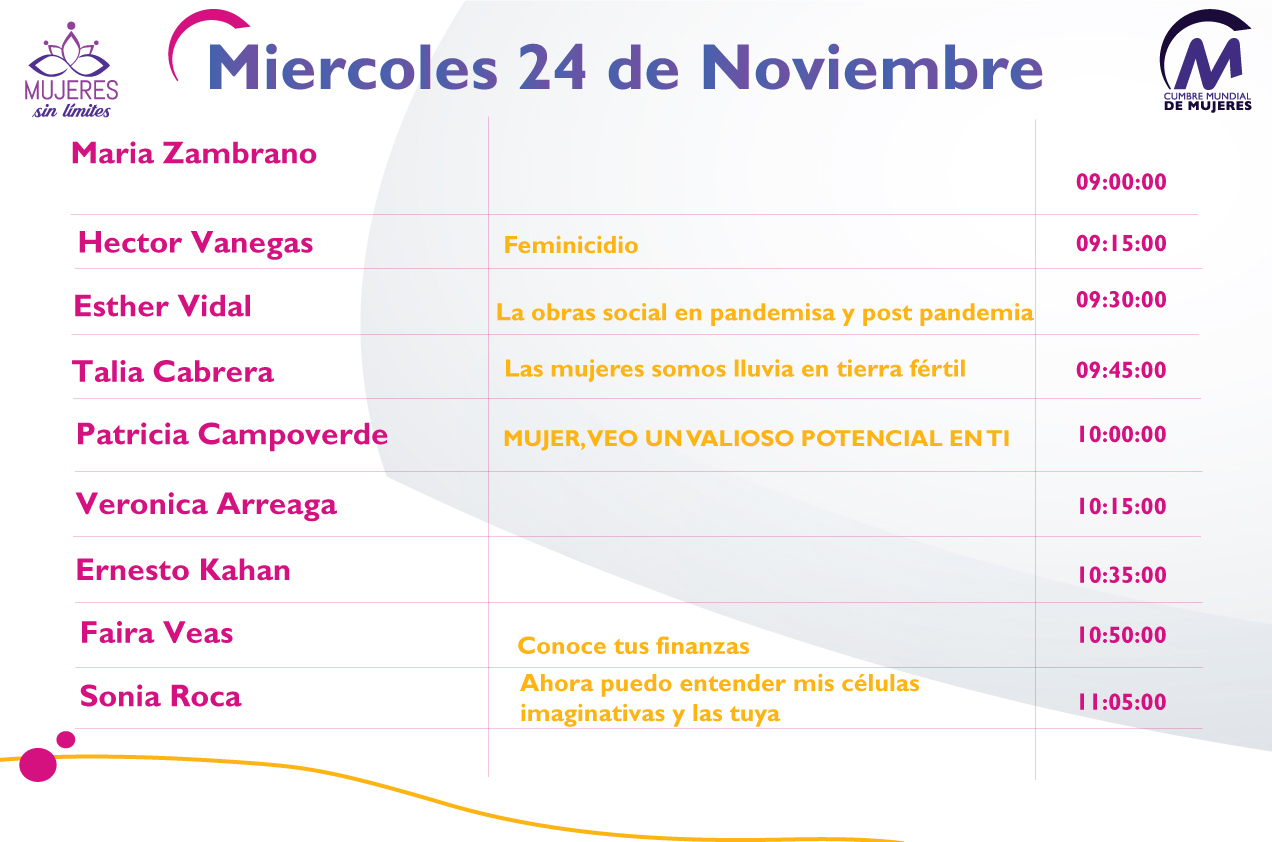 MUJERES
sin límites
Miercoles 24 de Noviembre
CUMBRE MUNDIAL
DE MUJERES
Maria Zambrano
09:00:00
Hector Vanegas
Feminicidio
09:15:00
Esther Vidal
La obras social en pandemisa y post pandemia
09:30:00
Talia Cabrera
Las mujeres somos lluvia en tierra fértil
09:45:00
Patricia Campoverde
MUJER, VEO UN VALIOSO POTENCIAL EN TI
10:00:00
Veronica Arreaga
10:15:00
Ernesto Kahan
10:35:00
Faira Veas
Conoce tus finanzas
10:50:00
Sonia Roca
Ahora puedo entender mis células
imaginativas y las tuya
11:05:00